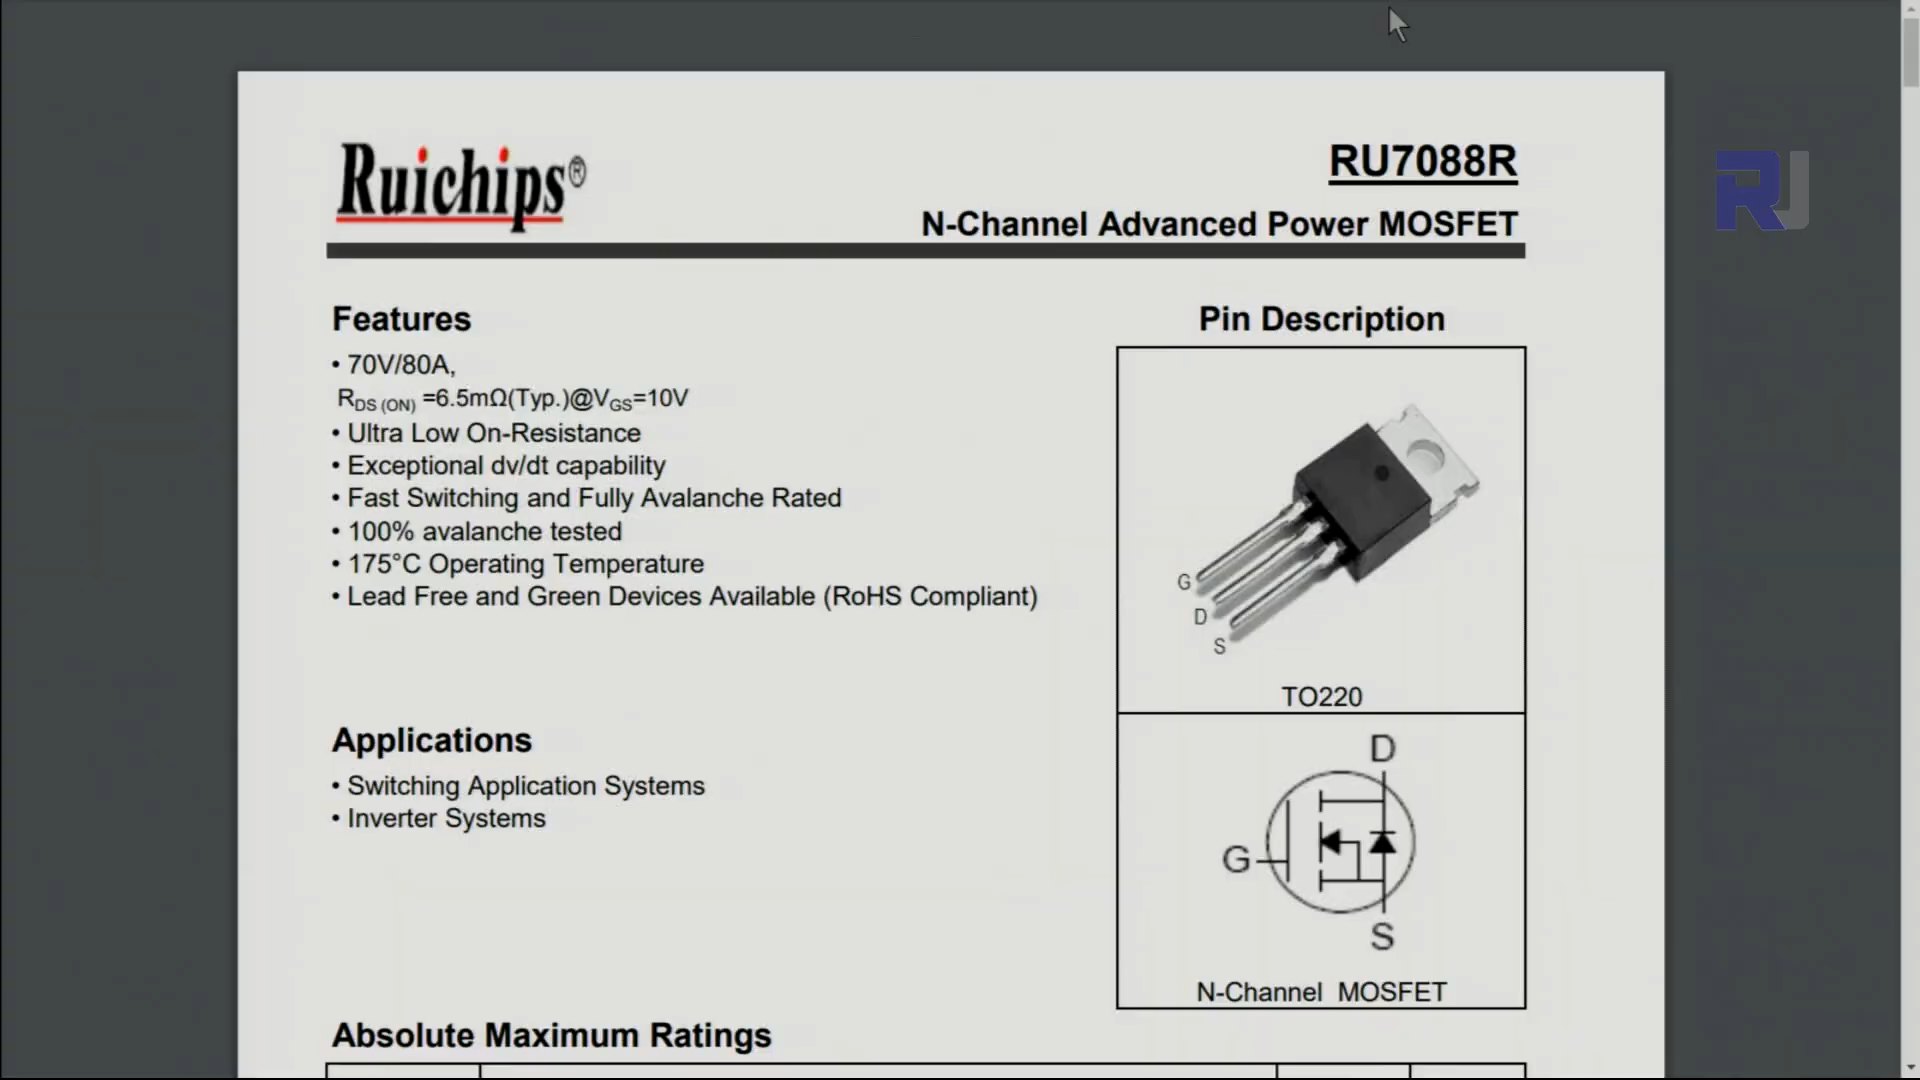 Ruichips®
RU7088R
N-Channel Advanced Power MOSFET
RJ
Features
• 70V/80A,
RDS (ON) =6.5mΩ(Typ.)@VGS=10V
• Ultra Low On-Resistance
• Exceptional dv/dt capability
• Fast Switching and Fully Avalanche Rated
• 100% avalanche tested
• 175°C Operating Temperature
• Lead Free and Green Devices Available (RoHS Compliant)
Applications
• Switching Application Systems
• Inverter Systems
Pin Description
G
D
S
TO220
D
G
S
N-Channel MOSFET
Absolute Maximum Ratings